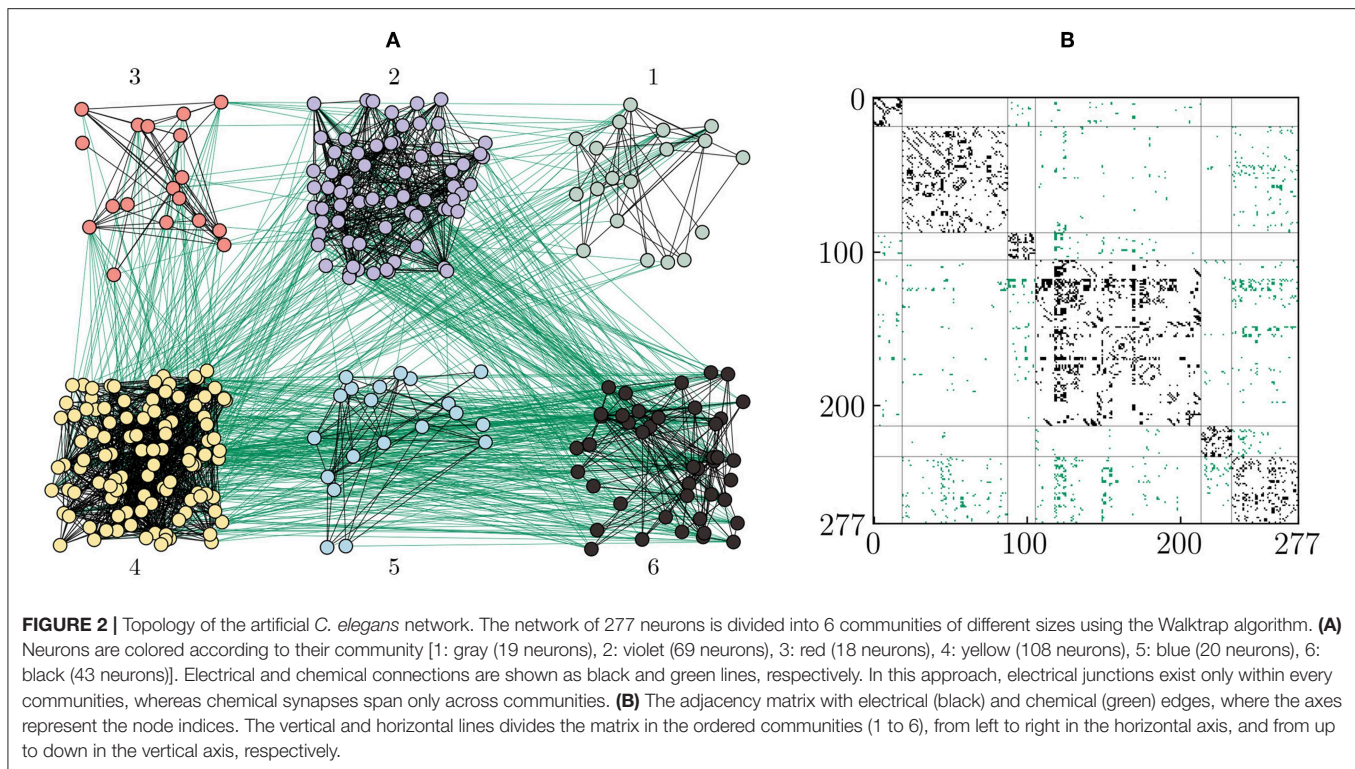 A
B
3
2
1
4
5
6
0
100
200
277
0
100
200
277
FIGURE 2 | Topology of the artificial C. elegans network. The network of 277 neurons is divided into 6 communities of different sizes using the Walktrap algorithm. (A)
Neurons are colored according to their community [1: gray (19 neurons), 2: violet (69 neurons), 3: red (18 neurons), 4: yellow (108 neurons), 5: blue (20 neurons), 6:
black (43 neurons)]. Electrical and chemical connections are shown as black and green lines, respectively. In this approach, electrical junctions exist only within every
communities, whereas chemical synapses span only across communities. (B) The adjacency matrix with electrical (black) and chemical (green) edges, where the axes
represent the node indices. The vertical and horizontal lines divides the matrix in the ordered communities (1 to 6), from left to right in the horizontal axis, and from up
to down in the vertical axis, respectively.